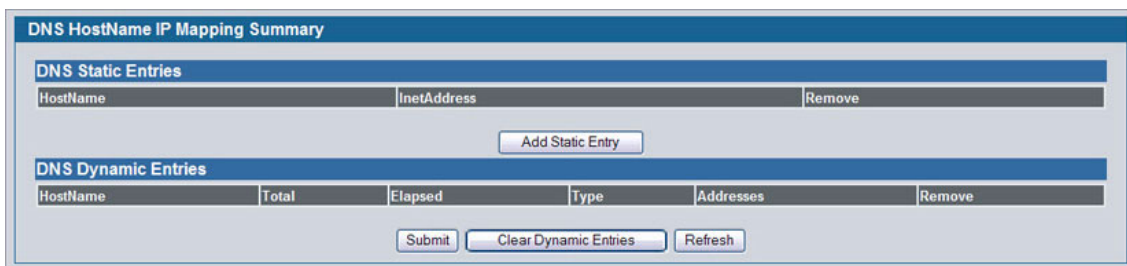 DNS HostName IP Mapping Summary
DNS Static Entries
HostName InetAddress Remove
Add Static Entry
DNS Dynamic Entries
HostName Total Elapsed Type Addresses Remove
Submit Clear Dynamic Entries Refresh